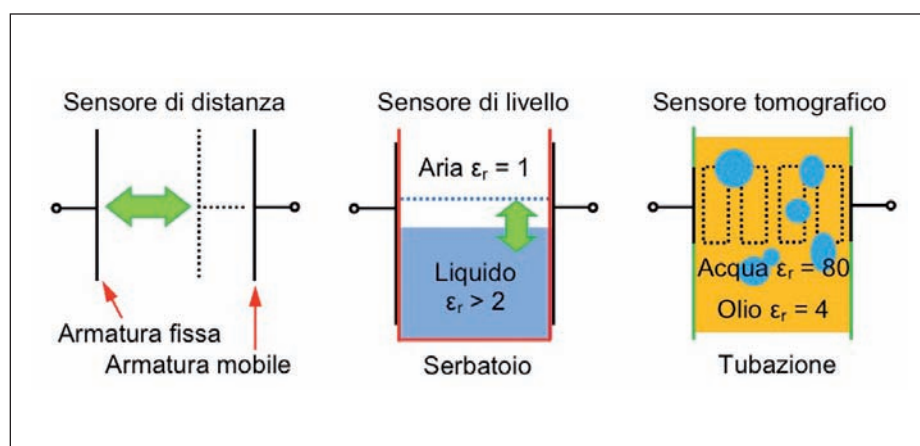 Sensore di distanza
Armatura fissa
Armatura mobile
Sensore di livello
Aria εr = 1
Liquido
εr > 2
Serbatoio
Sensore tomografico
Acqua εr = 80
Olio εr = 4
Tubazione